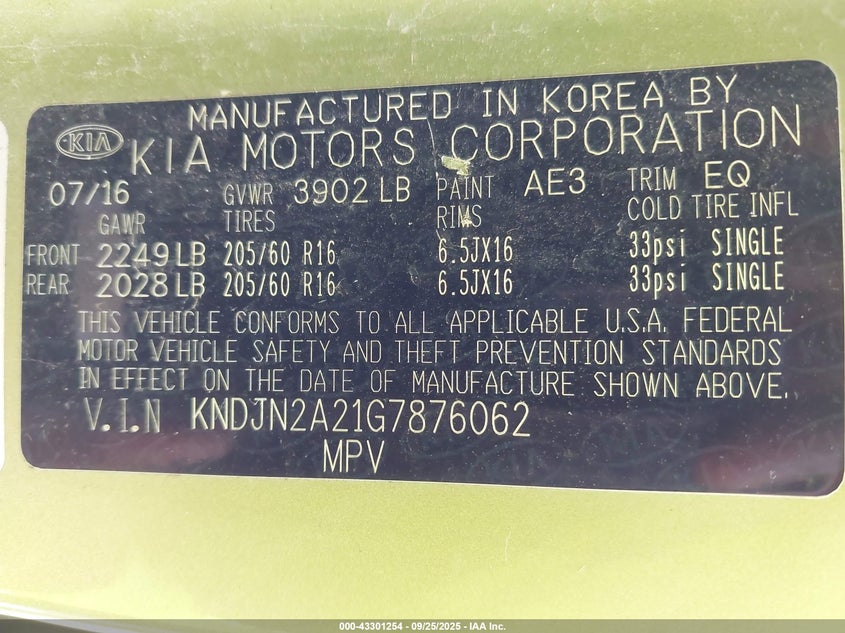 MANUFACTURED IN KOREA BY
KIA KIA MOTORS CORPORATION
07/16 GVWR 3902 LB PAINT AE3 TRIM EQ
GAWR TIRES RIMS COLD TIRE INFL
FRONT 2249 LB 205/60 R16 6.5JX16 33psi SINGLE
REAR 2028 LB 205/60 R16 6.5JX16 33psi SINGLE
THIS VEHICLE CONFORMS TO ALL APPLICABLE U.S.A. FEDERAL
MOTOR VEHICLE SAFETY AND THEFT PREVENTION STANDARDS
IN EFFECT ON THE DATE OF MANUFACTURE SHOWN ABOVE.
V.I.N KNDJN2A21G7876062
MPV
000-43301254 - 09/25/2025 - IAA Inc.